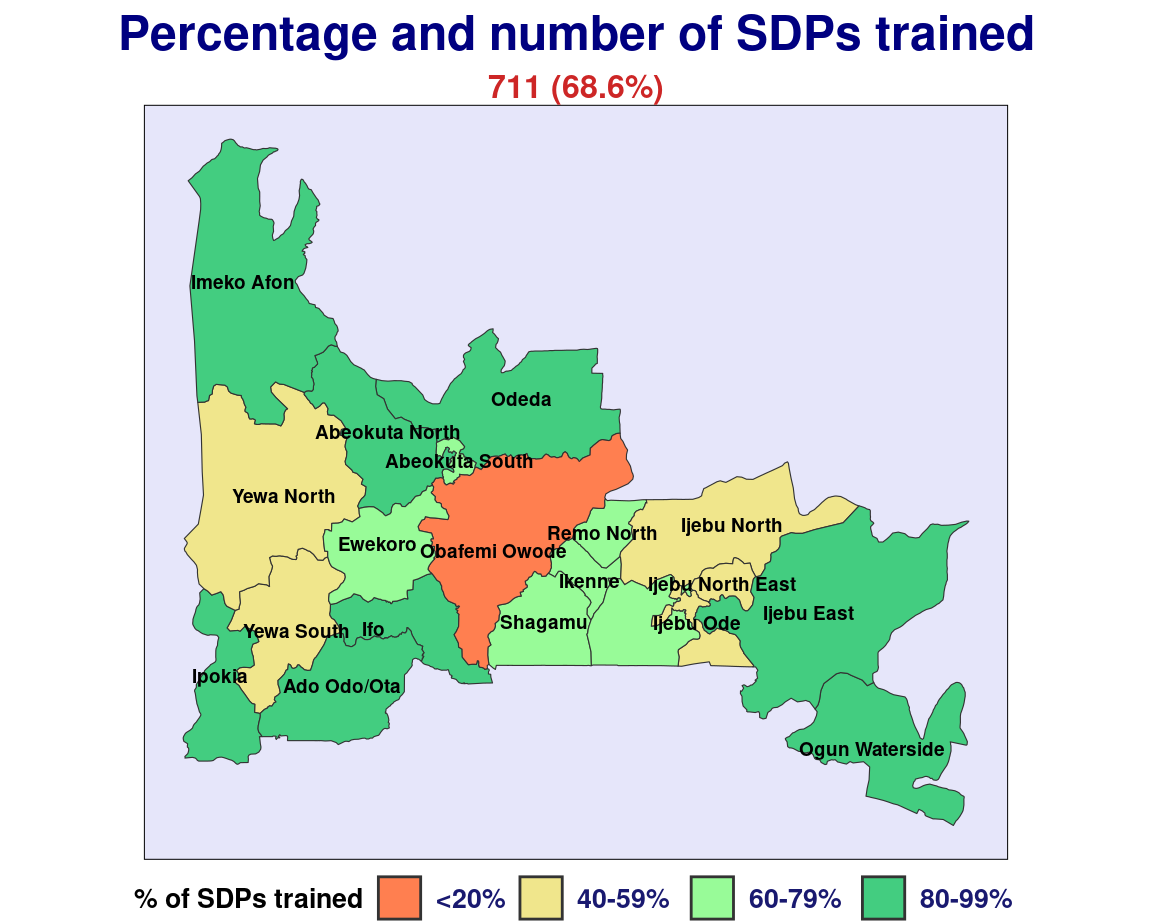 Percentage and number of SDPs trained
711 (68.6%)
Imeko Afon
Odeda
Abeokuta North
Abeokuta South
Yewa North
Ijebu North
Remo North
Ewekoro
Obafemi Owode
Ikenne
Ijebu North East
Ijebu East
Shagamu
Ijebu Ode
Yewa South
Ifo
Ipokia
Ado Odo/Ota
Ogun Waterside
% of SDPs trained <20% 40-59% 60-79% 80-99%